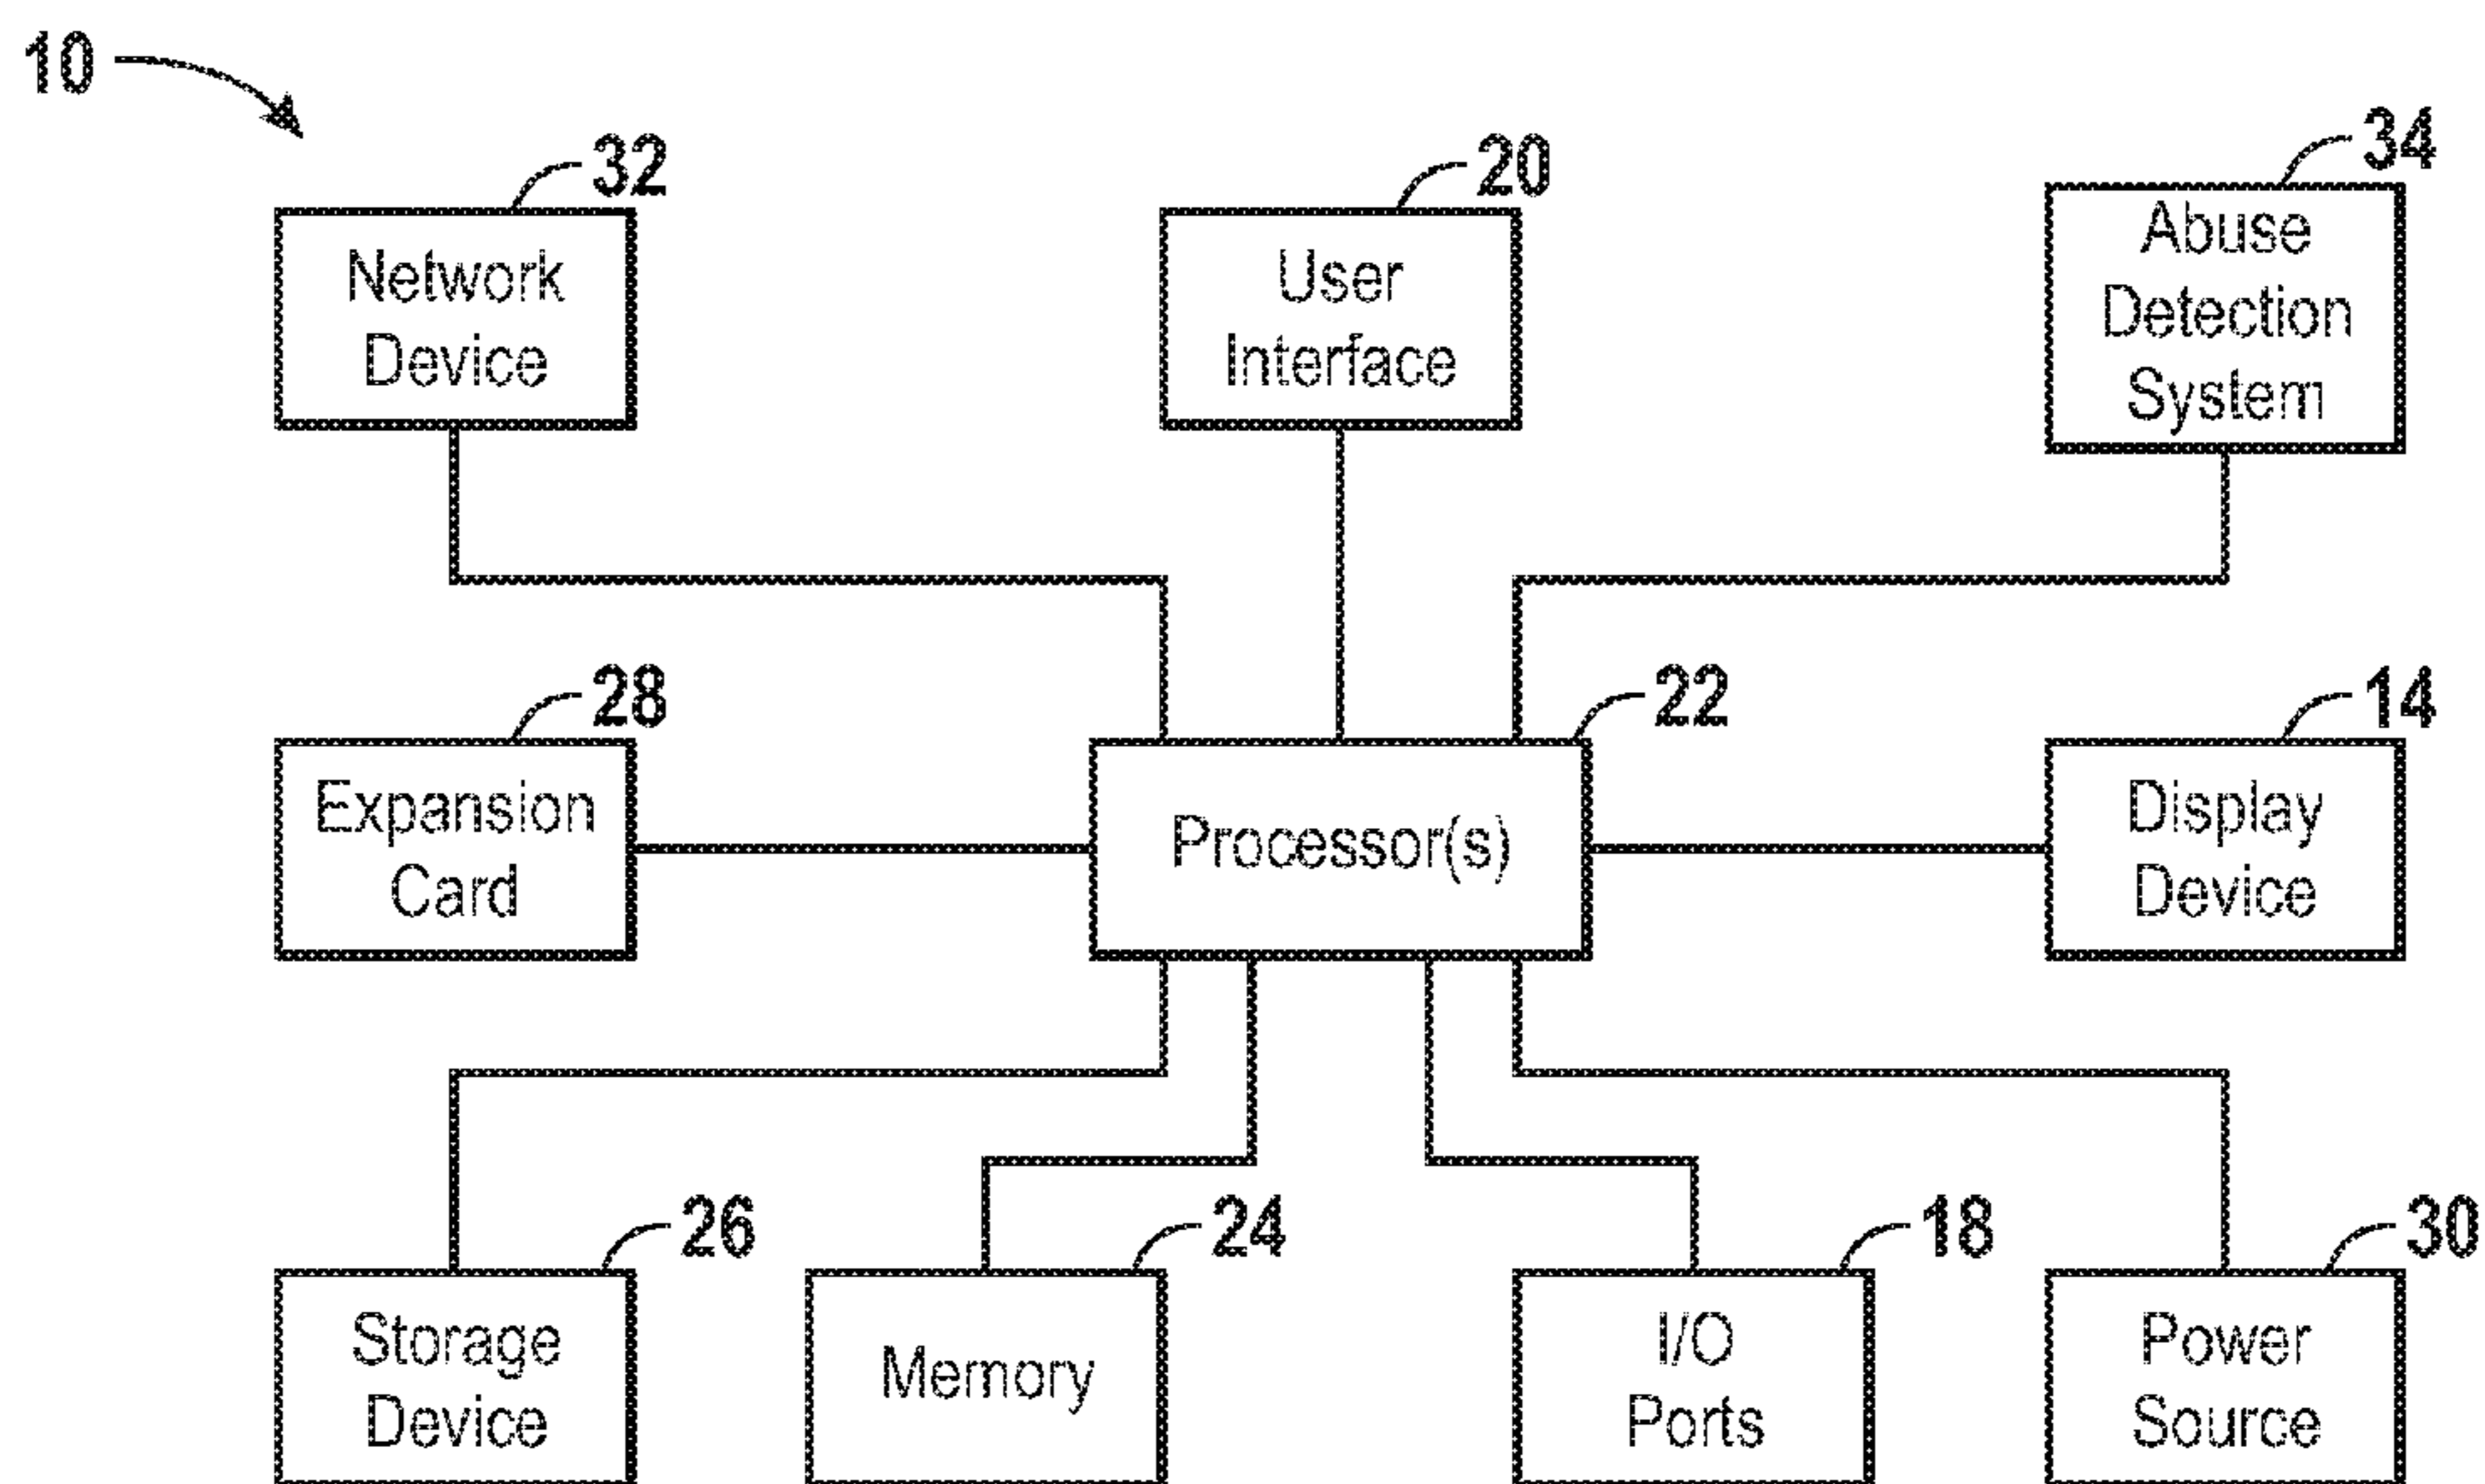 10
32
20
34
Network
Device
User
Interface
Abuse
Detection
System
28
22
14
Expansion
Card
Processor(s)
Display
Device
26
24
18
30
Storage
Device
Memory
I/O
Ports
Power
Source